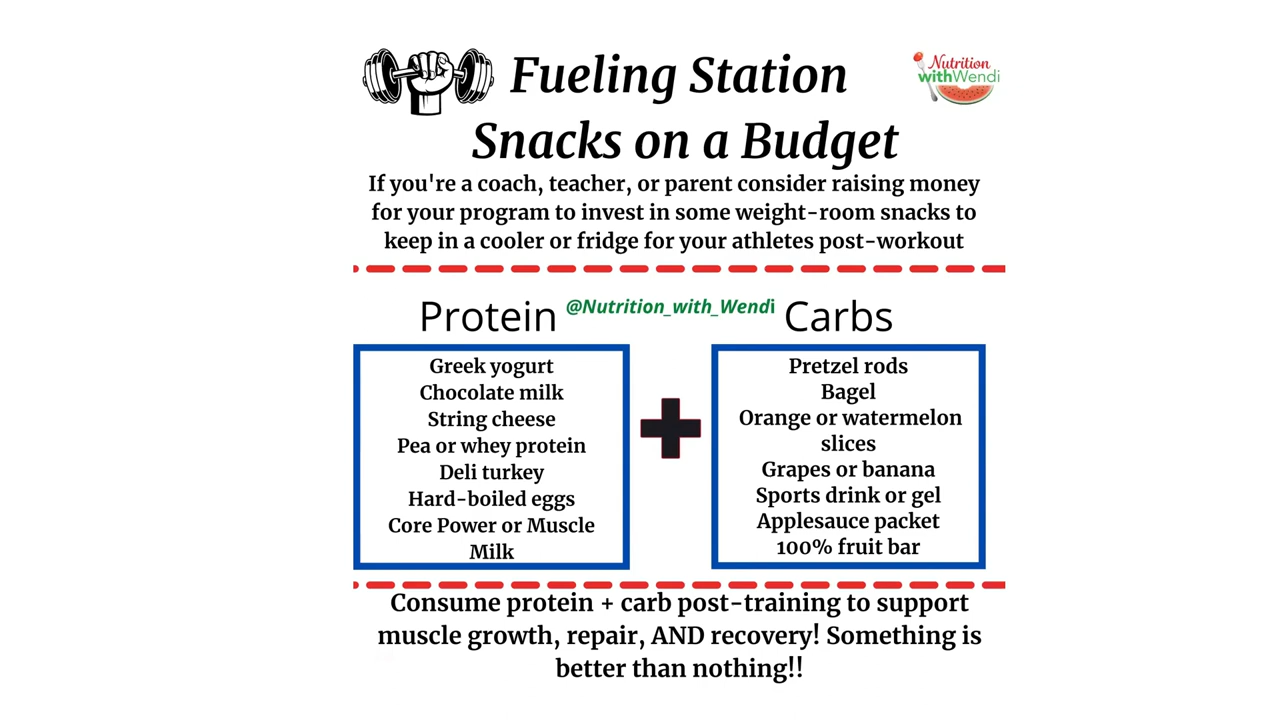 Fueling Station
Nutrition
withWendi
Snacks on a Budget
If you're a coach, teacher, or parent consider raising money
for your program to invest in some weight-room snacks to
keep in a cooler or fridge for your athletes post-workout
Protein
@Nutrition_with_Wendi
Carbs
Greek yogurt
Chocolate milk
String cheese
Pea or whey protein
Deli turkey
Hard-boiled eggs
Core Power or Muscle
Milk
Pretzel rods
Bagel
Orange or watermelon
slices
Grapes or banana
Sports drink or gel
Applesauce packet
100% fruit bar
Consume protein + carb post-training to support
muscle growth, repair, AND recovery! Something is
better than nothing!!